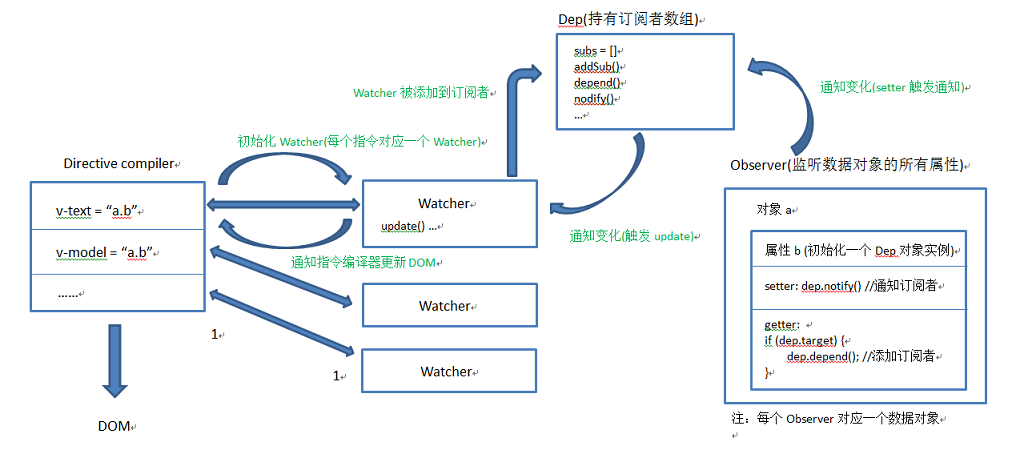 Dep(持有订阅者数组)
subs = []
addSub()
depend()
nodify()
...
Watcher 被添加到订阅者
通知变化(setter 触发通知)
初始化 Watcher(每个指令对应一个 Watcher)
Directive compiler
v-text = “a.b”
v-model = “a.b”
……
Watcher
update() ...
通知变化(触发 update)
通知指令编译器更新 DOM
Watcher
Watcher
1
1
DOM
Observer(监听数据对象的所有属性)
对象 a
属性 b (初始化一个 Dep 对象实例)
setter: dep.notify() //通知订阅者
getter:
if (dep.target) {
dep.depend(); //添加订阅者
}
注：每个 Observer 对应一个数据对象